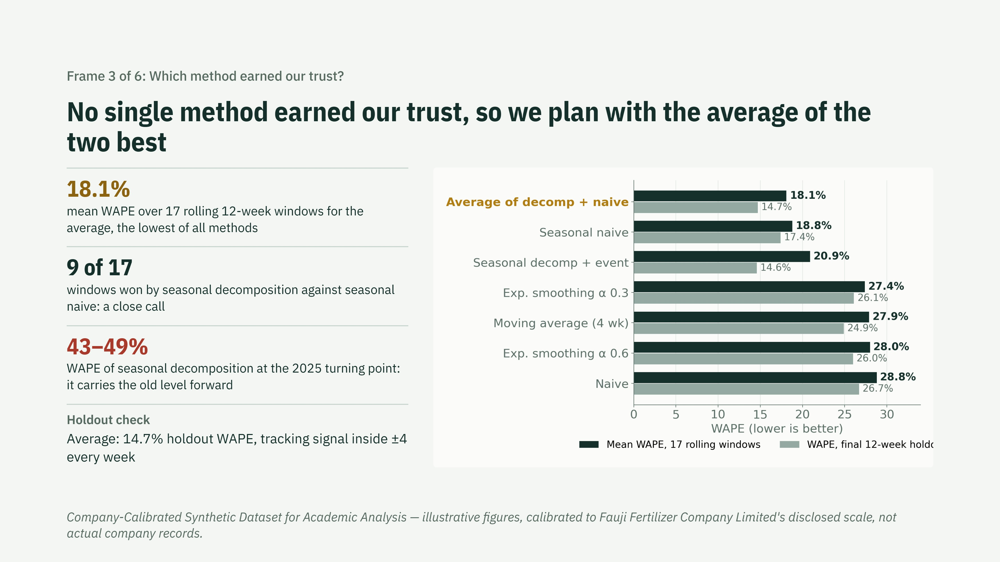 Frame 3 of 6: Which method earned our trust?
No single method earned our trust, so we plan with the average of the
two best
18.1%
mean WAPE over 17 rolling 12-week windows for the
average, the lowest of all methods
9 of 17
windows won by seasonal decomposition against seasonal
naive: a close call
43–49%
WAPE of seasonal decomposition at the 2025 turning point:
it carries the old level forward
Holdout check
Average: 14.7% holdout WAPE, tracking signal inside ±4
every week
Average of decomp + naive
18.1%
14.7%
Seasonal naive
18.8%
17.4%
Seasonal decomp + event
20.9%
14.6%
Exp. smoothing α 0.3
27.4%
26.1%
Moving average (4 wk)
27.9%
24.9%
Exp. smoothing α 0.6
28.0%
26.0%
Naive
28.8%
26.7%
0 5 10 15 20 25 30
WAPE (lower is better)
Mean WAPE, 17 rolling windows WAPE, final 12-week
Company-Calibrated Synthetic Dataset for Academic Analysis — illustrative figures, calibrated to Fauji Fertilizer Company Limited's disclosed scale, not
actual company records.